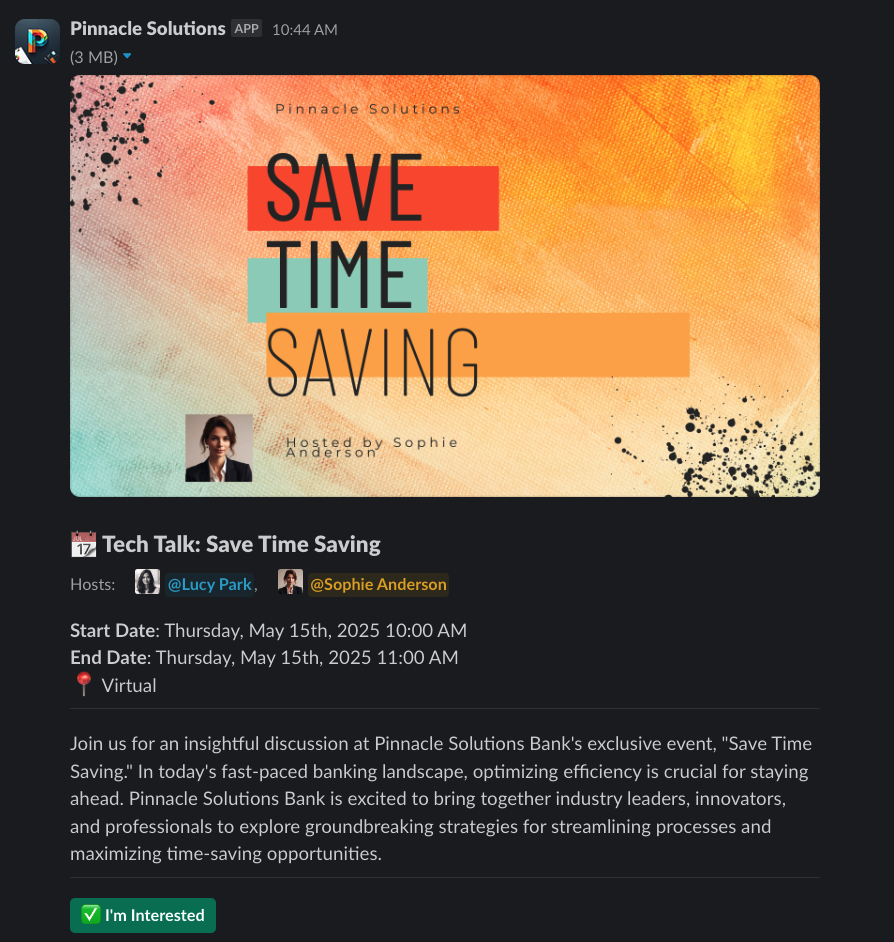 Pinnacle Solutions APP 10:44 AM
(3 MB)
Pinnacle Solutions
SAVE
TIME
SAVING
Hosted by Sophie
Anderson
JUL
17
Tech Talk: Save Time Saving
Hosts: @Lucy Park, @Sophie Anderson
Start Date: Thursday, May 15th, 2025 10:00 AM
End Date: Thursday, May 15th, 2025 11:00 AM
Virtual
Join us for an insightful discussion at Pinnacle Solutions Bank's exclusive event, "Save Time
Saving." In today's fast-paced banking landscape, optimizing efficiency is crucial for staying
ahead. Pinnacle Solutions Bank is excited to bring together industry leaders, innovators,
and professionals to explore groundbreaking strategies for streamlining processes and
maximizing time-saving opportunities.
I'm Interested